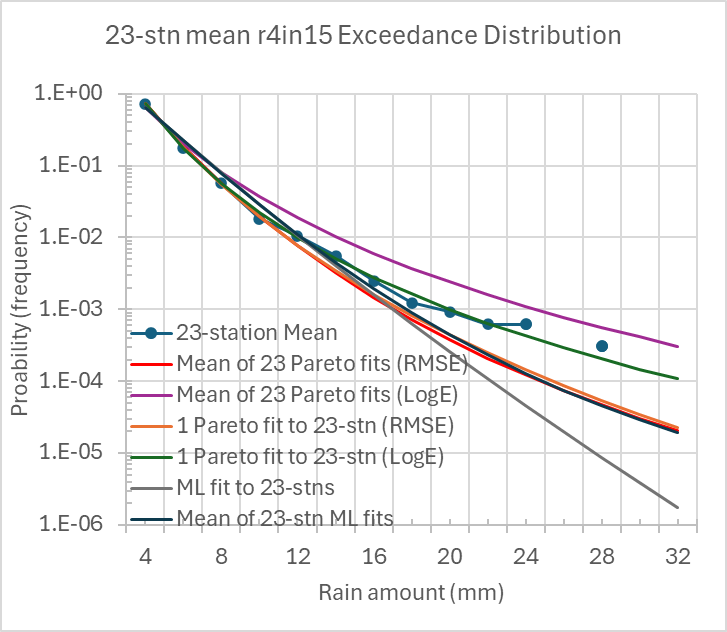 23-stn mean r4in15 Exceedance Distribution
1.E+00
1.E-01
1.E-02
1.E-03
1.E-04
1.E-05
1.E-06
Proability (frequency)
23-station Mean
Mean of 23 Pareto fits (RMSE)
Mean of 23 Pareto fits (LogE)
1 Pareto fit to 23-stn (RMSE)
1 Pareto fit to 23-stn (LogE)
ML fit to 23-stns
Mean of 23-stn ML fits
4 8 12 16 20 24 28 32
Rain amount (mm)